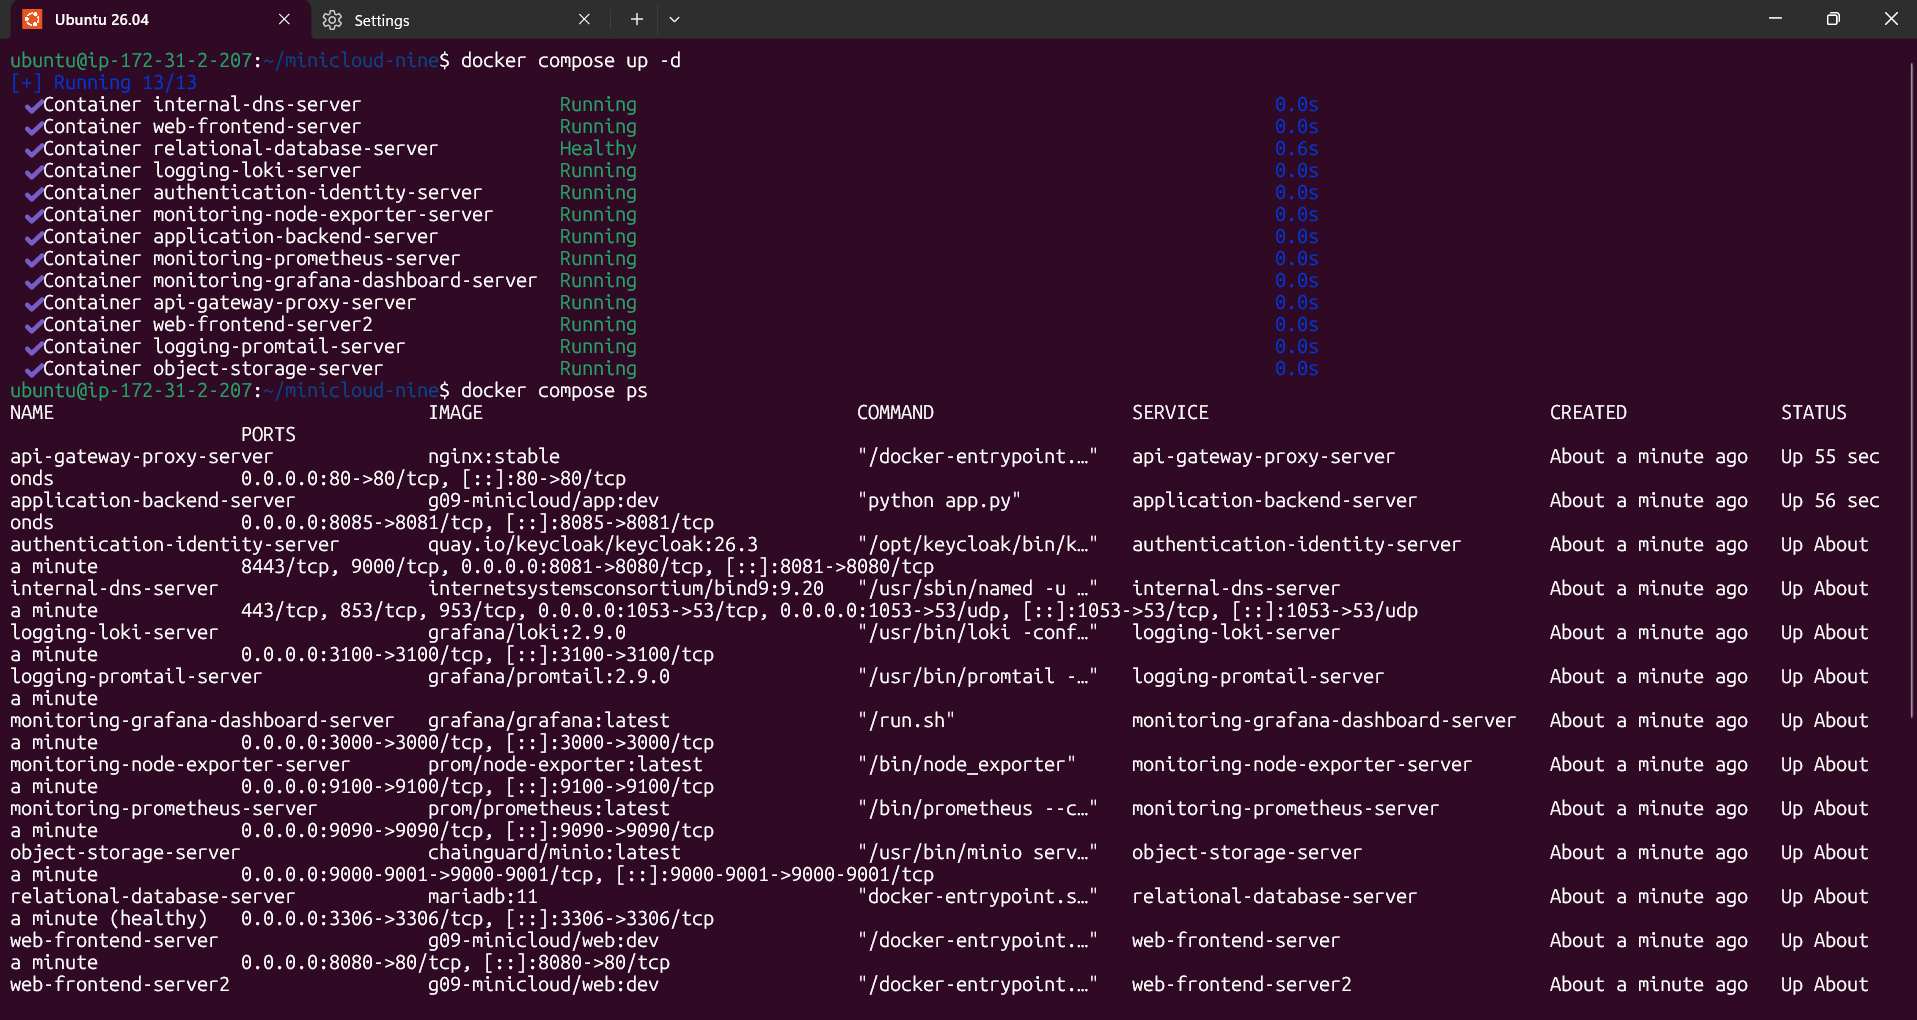 Ubuntu 26.04
Settings
ubuntu@ip-172-31-2-207:~/minicloud-nine$ docker compose up -d
[+] Running 13/13
✔Container internal-dns-server Running 0.0s
✔Container web-frontend-server Running 0.0s
✔Container relational-database-server Healthy 0.6s
✔Container logging-loki-server Running 0.0s
✔Container authentication-identity-server Running 0.0s
✔Container monitoring-node-exporter-server Running 0.0s
✔Container application-backend-server Running 0.0s
✔Container monitoring-prometheus-server Running 0.0s
✔Container monitoring-grafana-dashboard-server Running 0.0s
✔Container api-gateway-proxy-server Running 0.0s
✔Container web-frontend-server2 Running 0.0s
✔Container logging-promtail-server Running 0.0s
✔Container object-storage-server Running 0.0s
ubuntu@ip-172-31-2-207:~/minicloud-nine$ docker compose ps
NAME IMAGE COMMAND SERVICE CREATED STATUS
PORTS
api-gateway-proxy-server nginx:stable "/docker-entrypoint.…" api-gateway-proxy-server About a minute ago Up 55 sec
onds 0.0.0.0:80->80/tcp, [::]:80->80/tcp
application-backend-server g09-minicloud/app:dev "python app.py" application-backend-server About a minute ago Up 56 sec
onds 0.0.0.0:8085->8081/tcp, [::]:8085->8081/tcp
authentication-identity-server quay.io/keycloak/keycloak:26.3 "/opt/keycloak/bin/k…" authentication-identity-server About a minute ago Up About
a minute 8443/tcp, 9000/tcp, 0.0.0.0:8081->8080/tcp, [::]:8081->8080/tcp
internal-dns-server internetsystemsconsortium/bind9:9.20 "/usr/sbin/named -u …" internal-dns-server About a minute ago Up About
a minute 443/tcp, 853/tcp, 953/tcp, 0.0.0.0:1053->53/tcp, 0.0.0.0:1053->53/udp, [::]:1053->53/tcp, [::]:1053->53/udp
logging-loki-server grafana/loki:2.9.0 "/usr/bin/loki -conf…" logging-loki-server About a minute ago Up About
a minute 0.0.0.0:3100->3100/tcp, [::]:3100->3100/tcp
logging-promtail-server grafana/promtail:2.9.0 "/usr/bin/promtail -…" logging-promtail-server About a minute ago Up About
a minute
monitoring-grafana-dashboard-server grafana/grafana:latest "/run.sh" monitoring-grafana-dashboard-server About a minute ago Up About
a minute 0.0.0.0:3000->3000/tcp, [::]:3000->3000/tcp
monitoring-node-exporter-server prom/node-exporter:latest "/bin/node_exporter" monitoring-node-exporter-server About a minute ago Up About
a minute 0.0.0.0:9100->9100/tcp, [::]:9100->9100/tcp
monitoring-prometheus-server prom/prometheus:latest "/bin/prometheus --c…" monitoring-prometheus-server About a minute ago Up About
a minute 0.0.0.0:9090->9090/tcp, [::]:9090->9090/tcp
object-storage-server chainguard/minio:latest "/usr/bin/minio serv…" object-storage-server About a minute ago Up About
a minute 0.0.0.0:9000-9001->9000-9001/tcp, [::]:9000-9001->9000-9001/tcp
relational-database-server mariadb:11 "docker-entrypoint.s…" relational-database-server About a minute ago Up About
a minute (healthy) 0.0.0.0:3306->3306/tcp, [::]:3306->3306/tcp
web-frontend-server g09-minicloud/web:dev "/docker-entrypoint.…" web-frontend-server About a minute ago Up About
a minute 0.0.0.0:8080->80/tcp, [::]:8080->80/tcp
web-frontend-server2 g09-minicloud/web:dev "/docker-entrypoint.…" web-frontend-server2 About a minute ago Up About